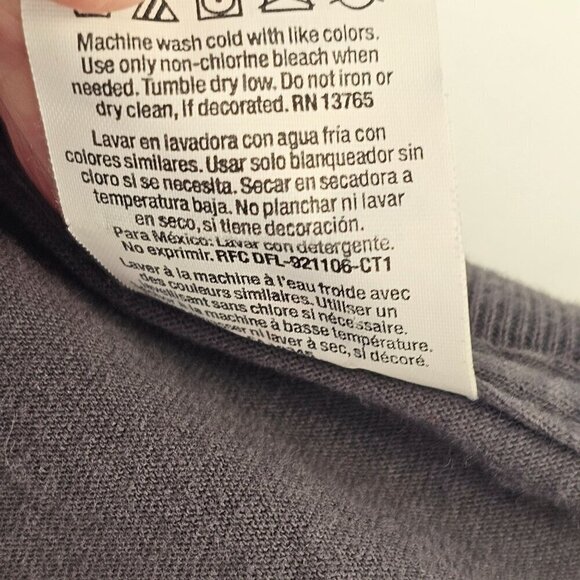 Machine wash cold with like colors.
Use only non-chlorine bleach when
needed. Tumble dry low. Do not iron or
dry clean, if decorated. RN 13765
Lavar en lavadora con agua fría con
colores similares. Usar solo blanqueador sin
cloro si se necesita. Secar en secadora a
temperatura baja. No planchar ni lavar
en seco, si tiene decoración.
Para México: Lavar con detergente.
No exprimir. RFC DFL-921106-CT1
Laver à la machine à l'eau froide avec
des couleurs similaires. Utiliser un
sans chlore si nécessaire.
machine à basse température.
ni laver à sec, si décoré.